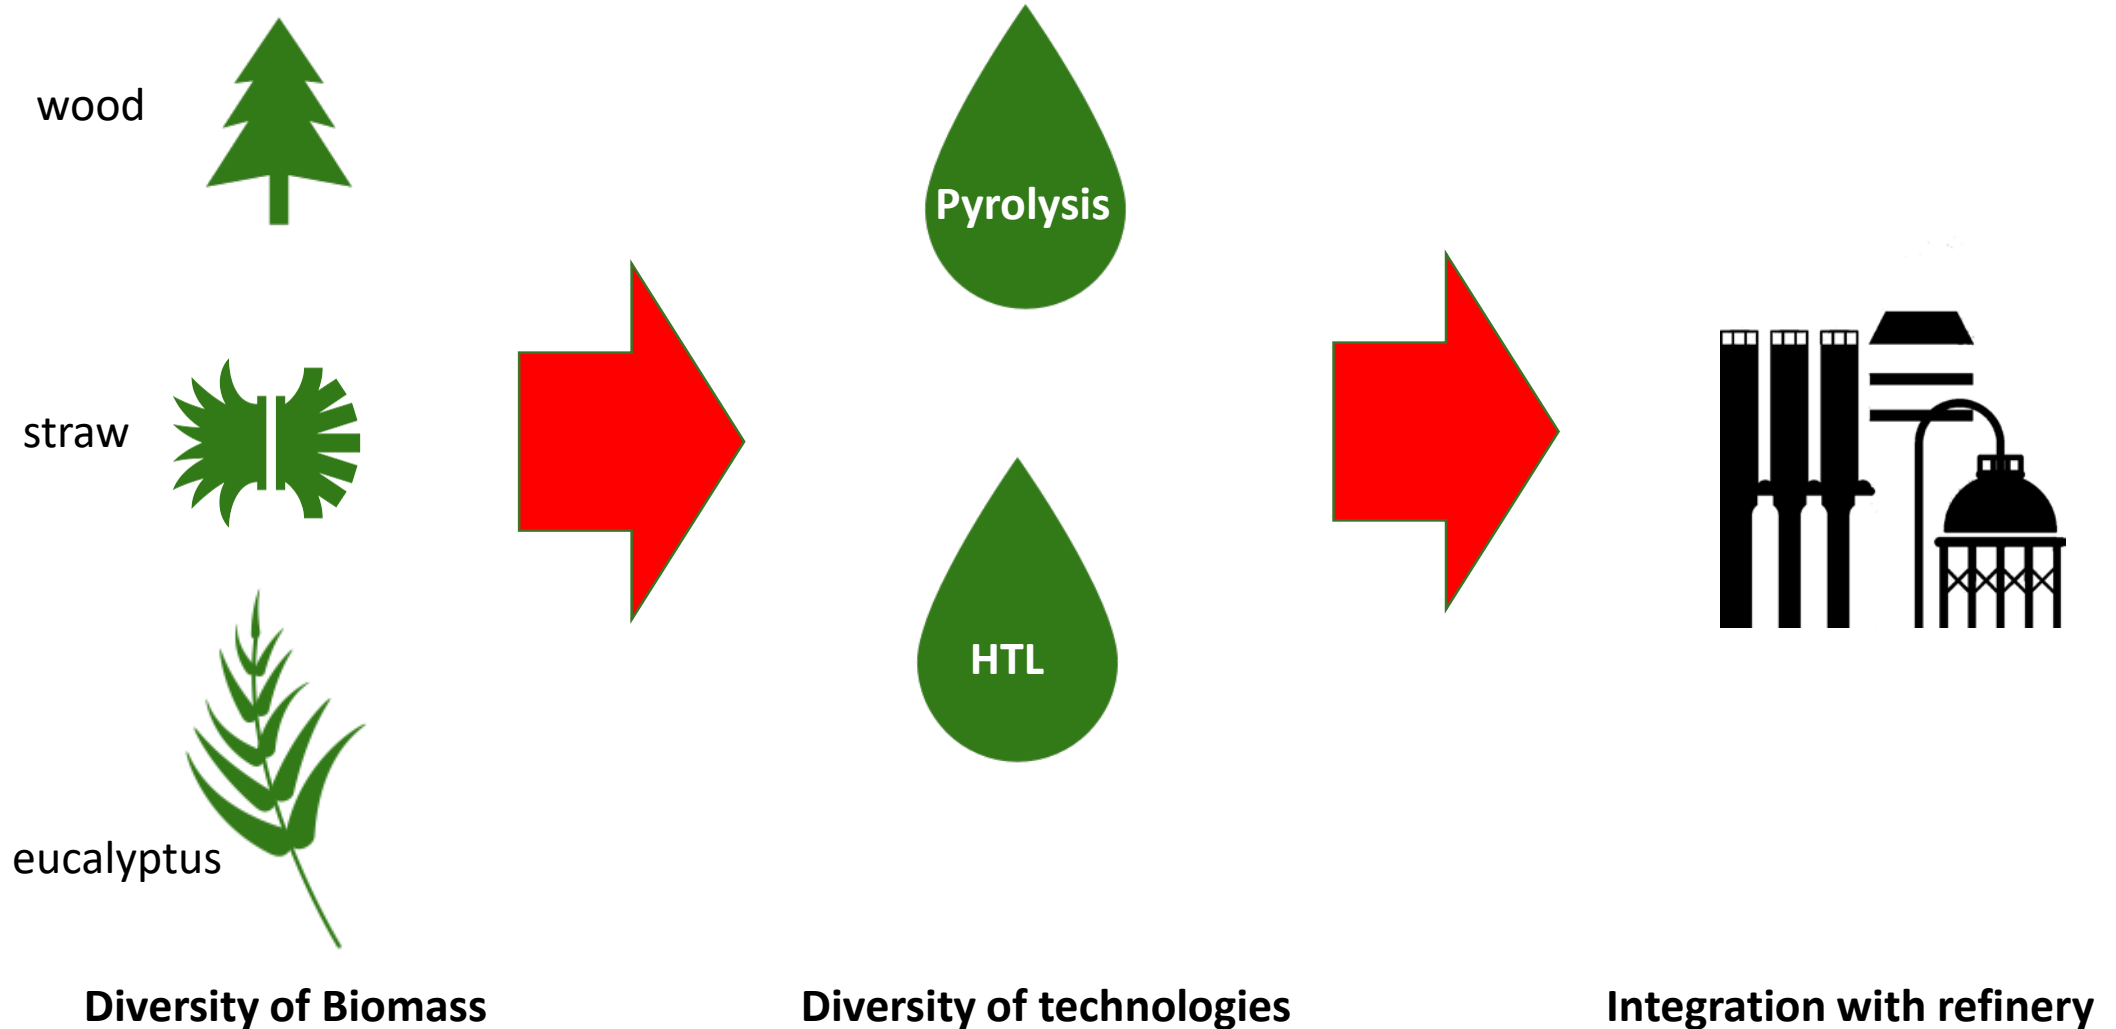 wood
straw
eucalyptus
Diversity of Biomass
Pyrolysis
HTL
Diversity of technologies
Integration with refinery